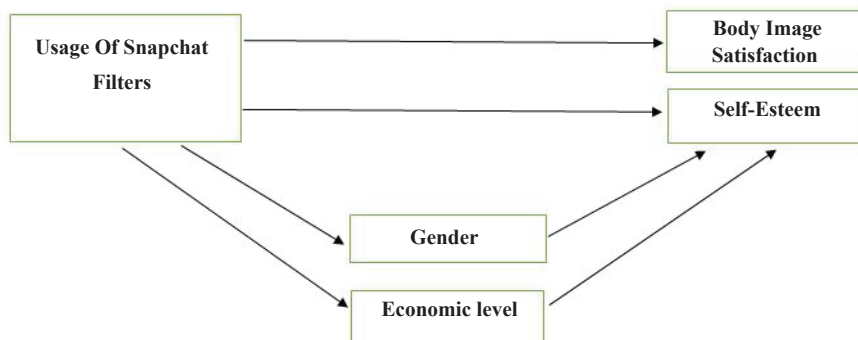 Usage Of Snapchat
Filters
Body Image
Satisfaction
Self-Esteem
Gender
Economic level